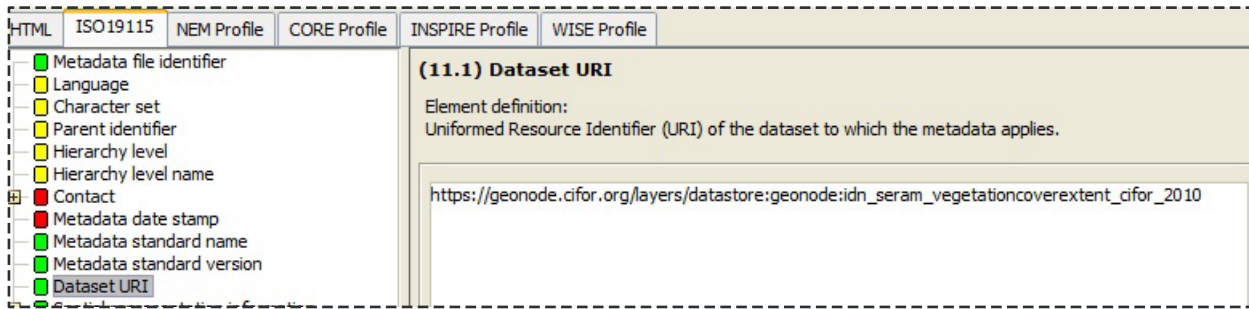 HTML ISO19115 NEM Profile CORE Profile INSPIRE Profile WISE Profile
Metadata file identifier
Language
Character set
Parent identifier
Hierarchy level
Hierarchy level name
Contact
Metadata date stamp
Metadata standard name
Metadata standard version
Dataset URI
(11.1) Dataset URI
Element definition:
Uniformed Resource Identifier (URI) of the dataset to which the metadata applies.
https://geonode.cifor.org/layers/datastore:geonode:idn_seram_vegetationcoverextent_cifor_2010